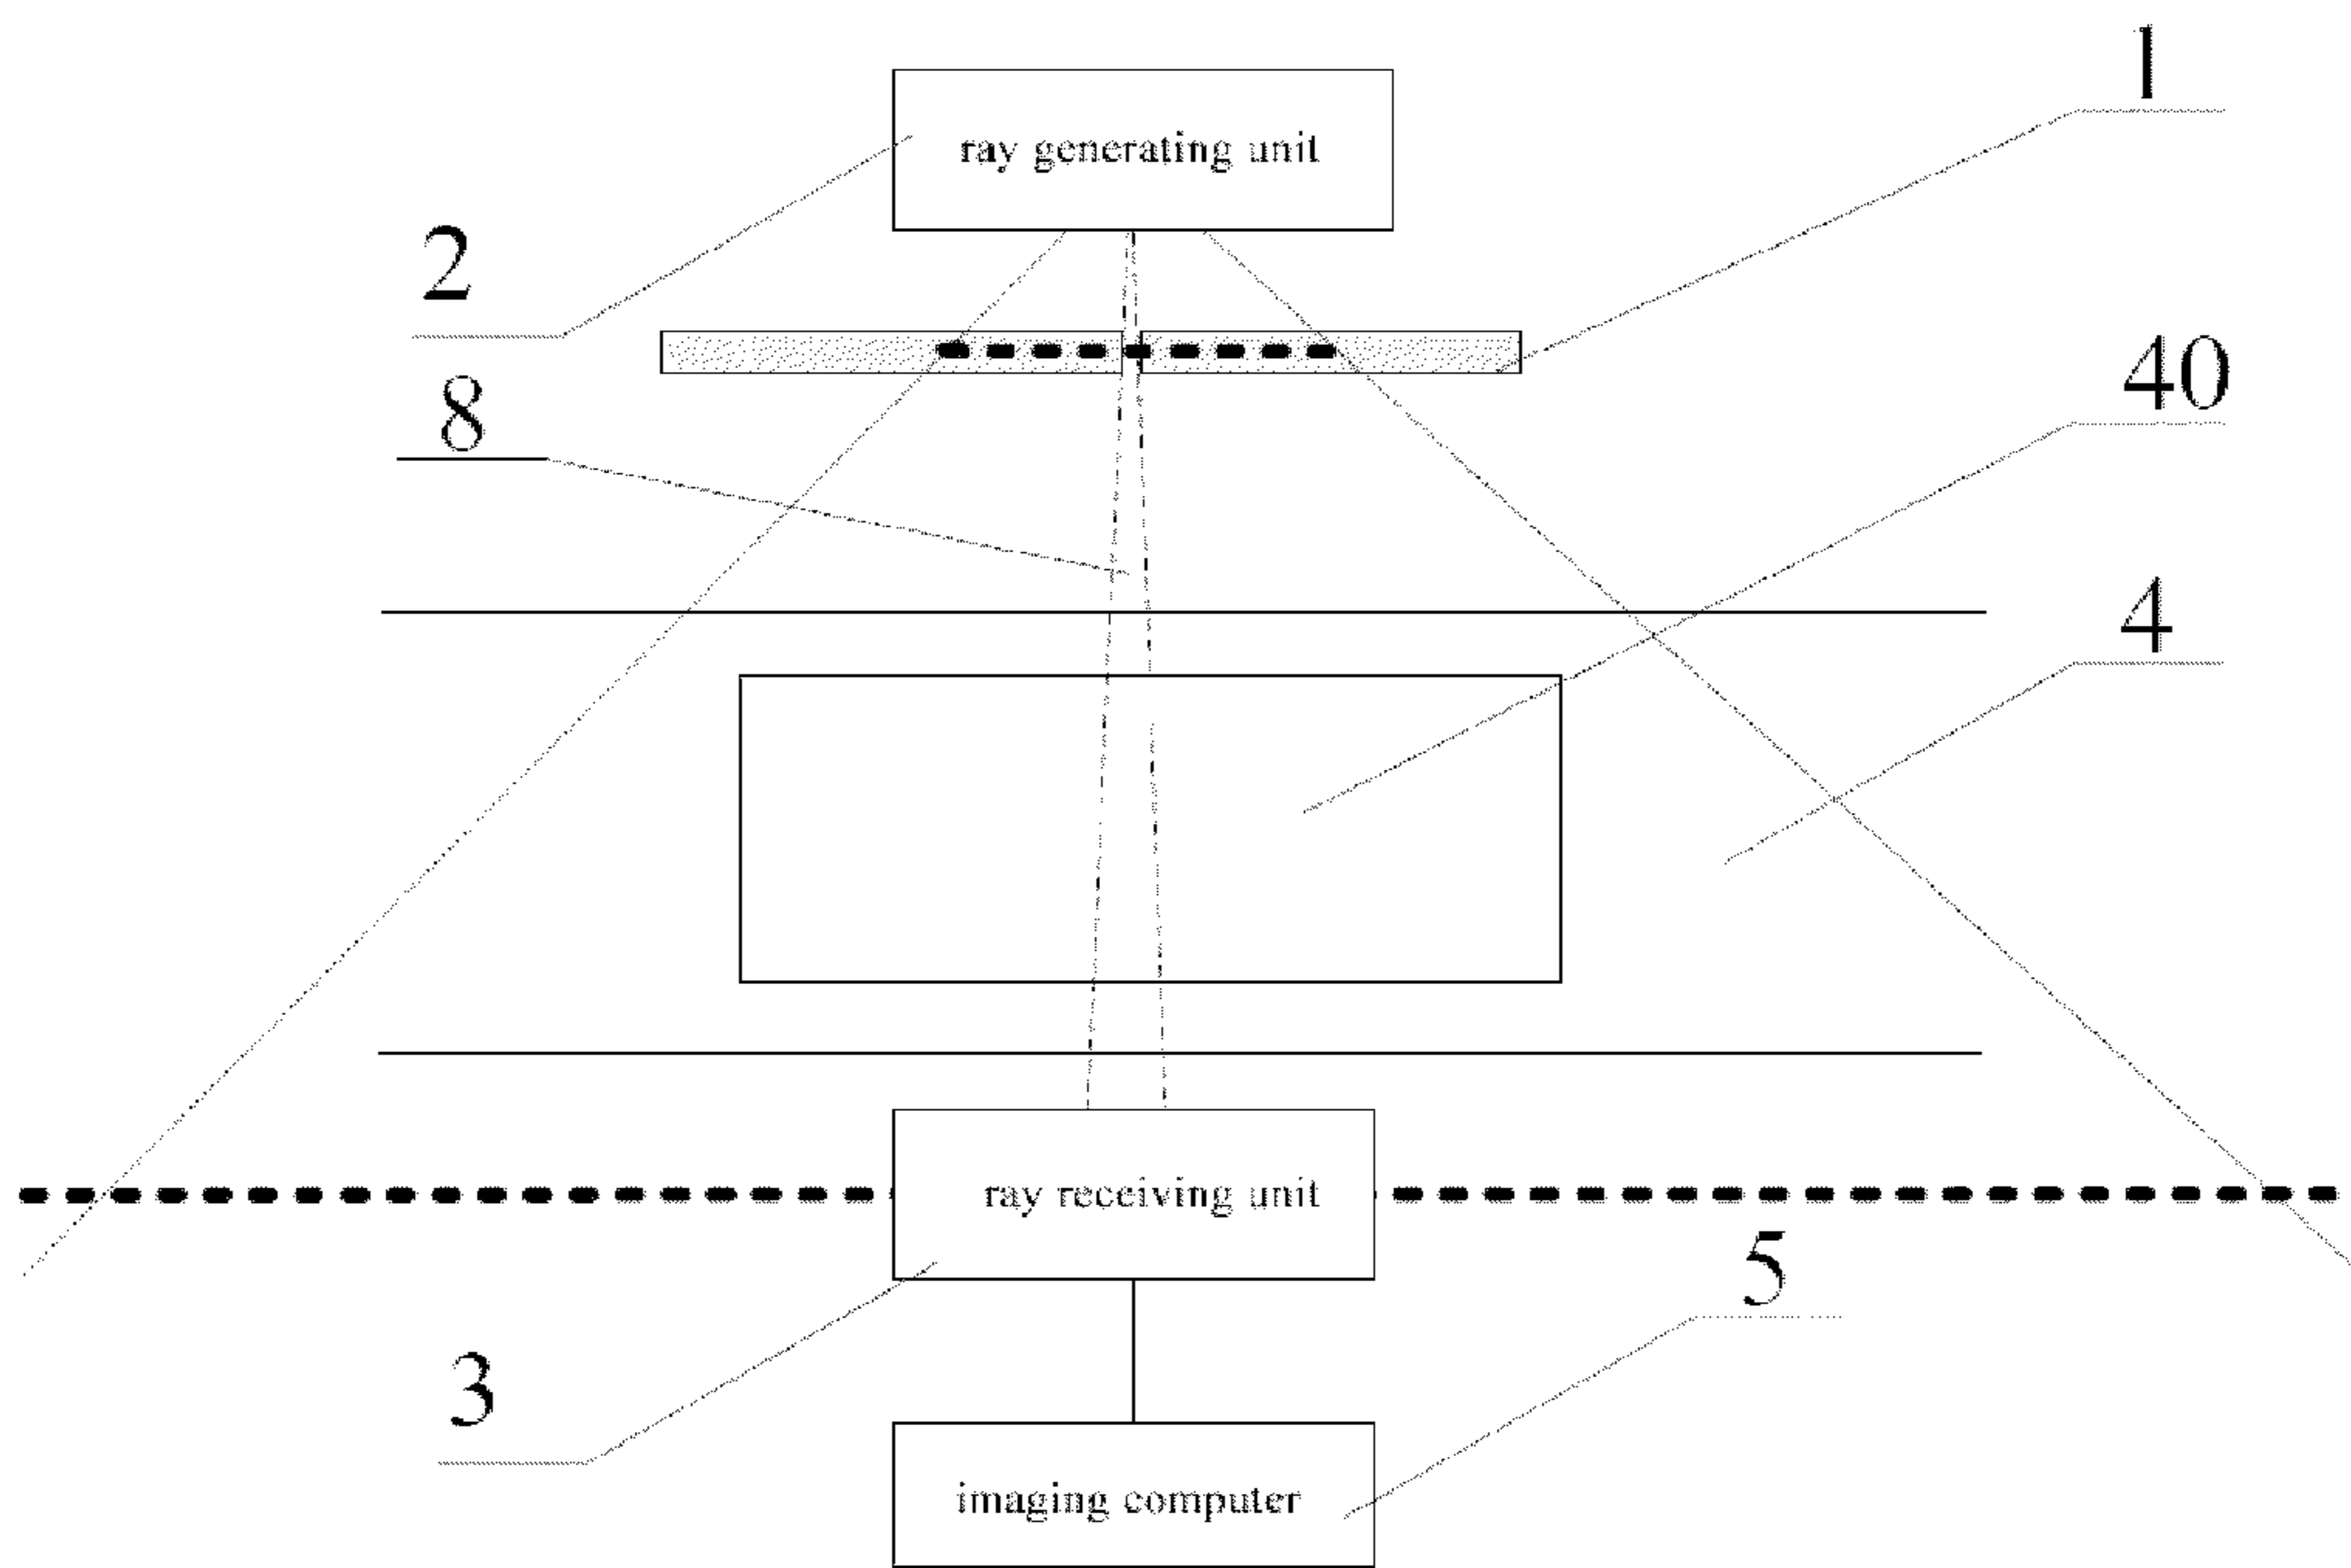 1
ray generating unit
2
40
8
4
ray receiving unit
5
3
imaging computer